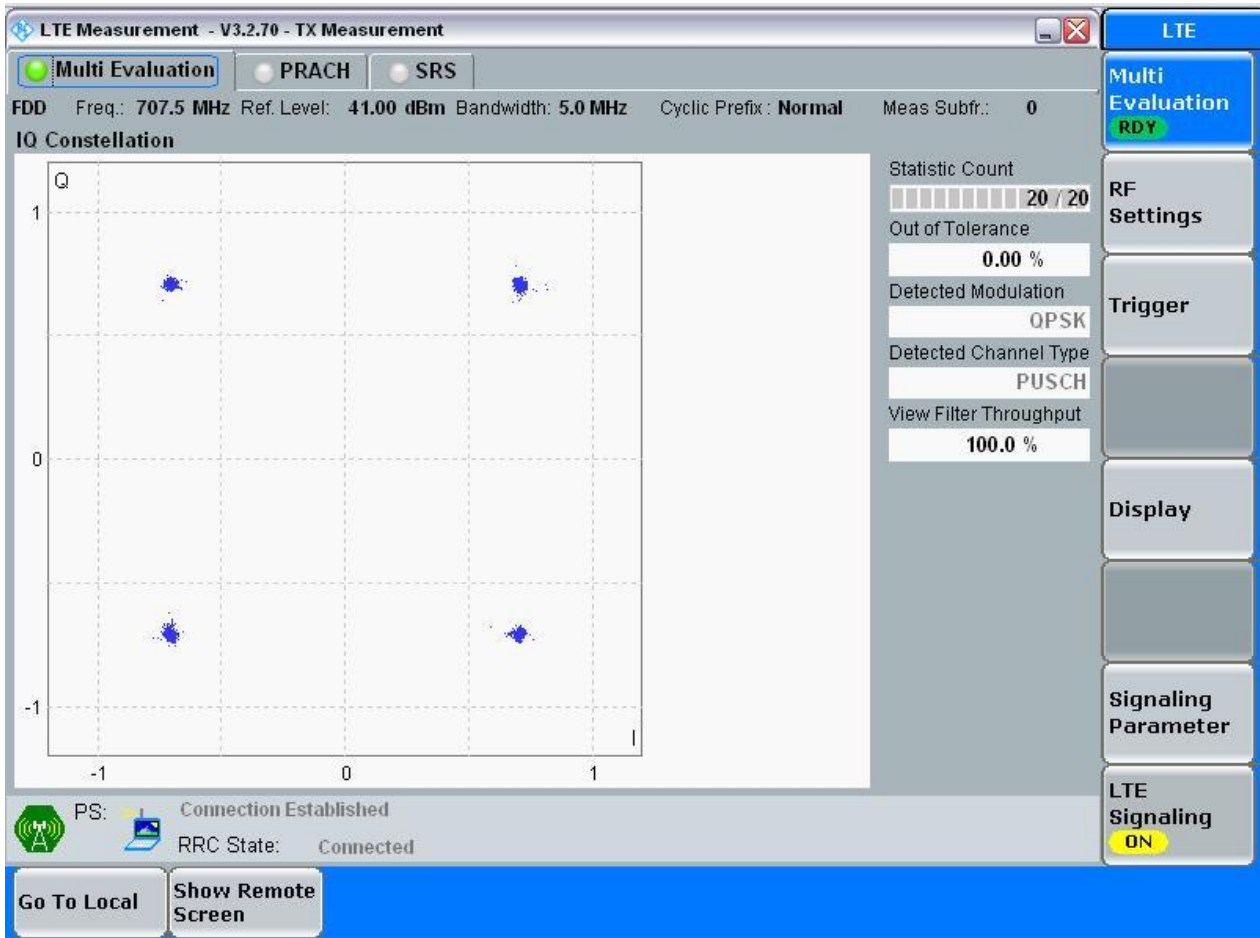 LTE Measurement - V3.2.70 - TX Measurement
LTE
Multi Evaluation PRACH SRS
FDD Freq.: 707.5 MHz Ref. Level: 41.00 dBm Bandwidth: 5.0 MHz Cyclic Prefix : Normal Meas Subfr.: 0
IQ Constellation
Q
1
0
-1
I
-1 0 1
Statistic Count
20 / 20
Out of Tolerance
0.00 %
Detected Modulation
QPSK
Detected Channel Type
PUSCH
View Filter Throughput
100.0 %
Multi
Evaluation
RDY
RF
Settings
Trigger
Display
Signaling
Parameter
LTE
Signaling
ON
PS: Connection Established
RRC State: Connected
Go To Local
Show Remote
Screen